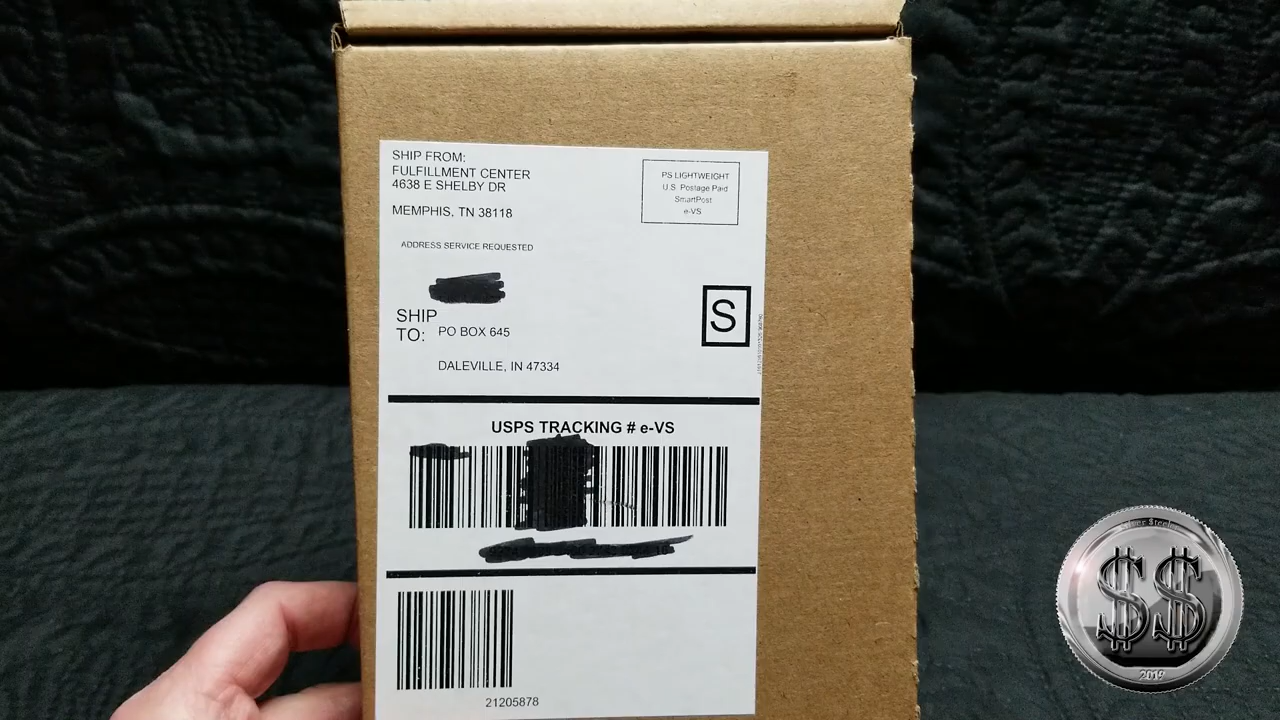 SHIP FROM:
FULFILLMENT CENTER
4638 E SHELBY DR
MEMPHIS, TN 38118
PS LIGHTWEIGHT
U.S. Postage Paid
SmartPost
e-VS
ADDRESS SERVICE REQUESTED
S
SHIP
TO:
PO BOX 645
DALEVILLE, IN 47334
USPS TRACKING # e-VS
21205878
$$
2019